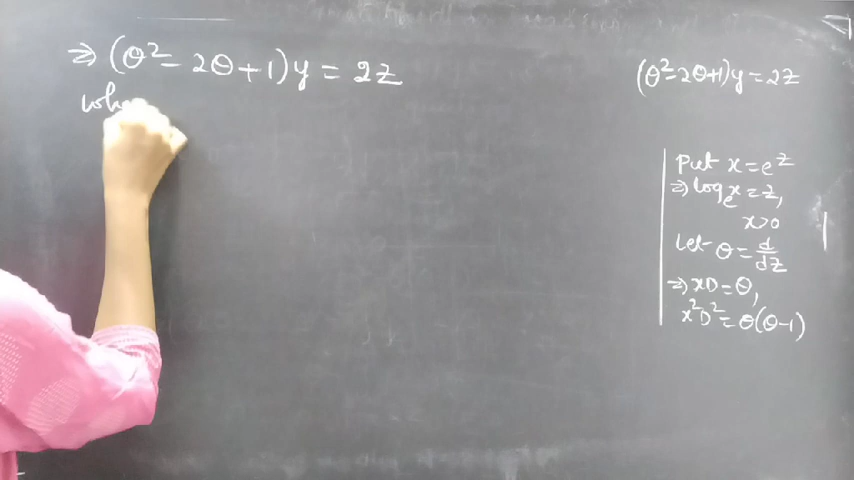 ⇒ (θ² - 2θ + 1)y = 2z
(θ² - 2θ + 1)y = 2z
Put x = e^z
⇒ log_e x = z,
x > 0
Let θ = d/dz
⇒ xD = θ,
x²D² = θ(θ-1)